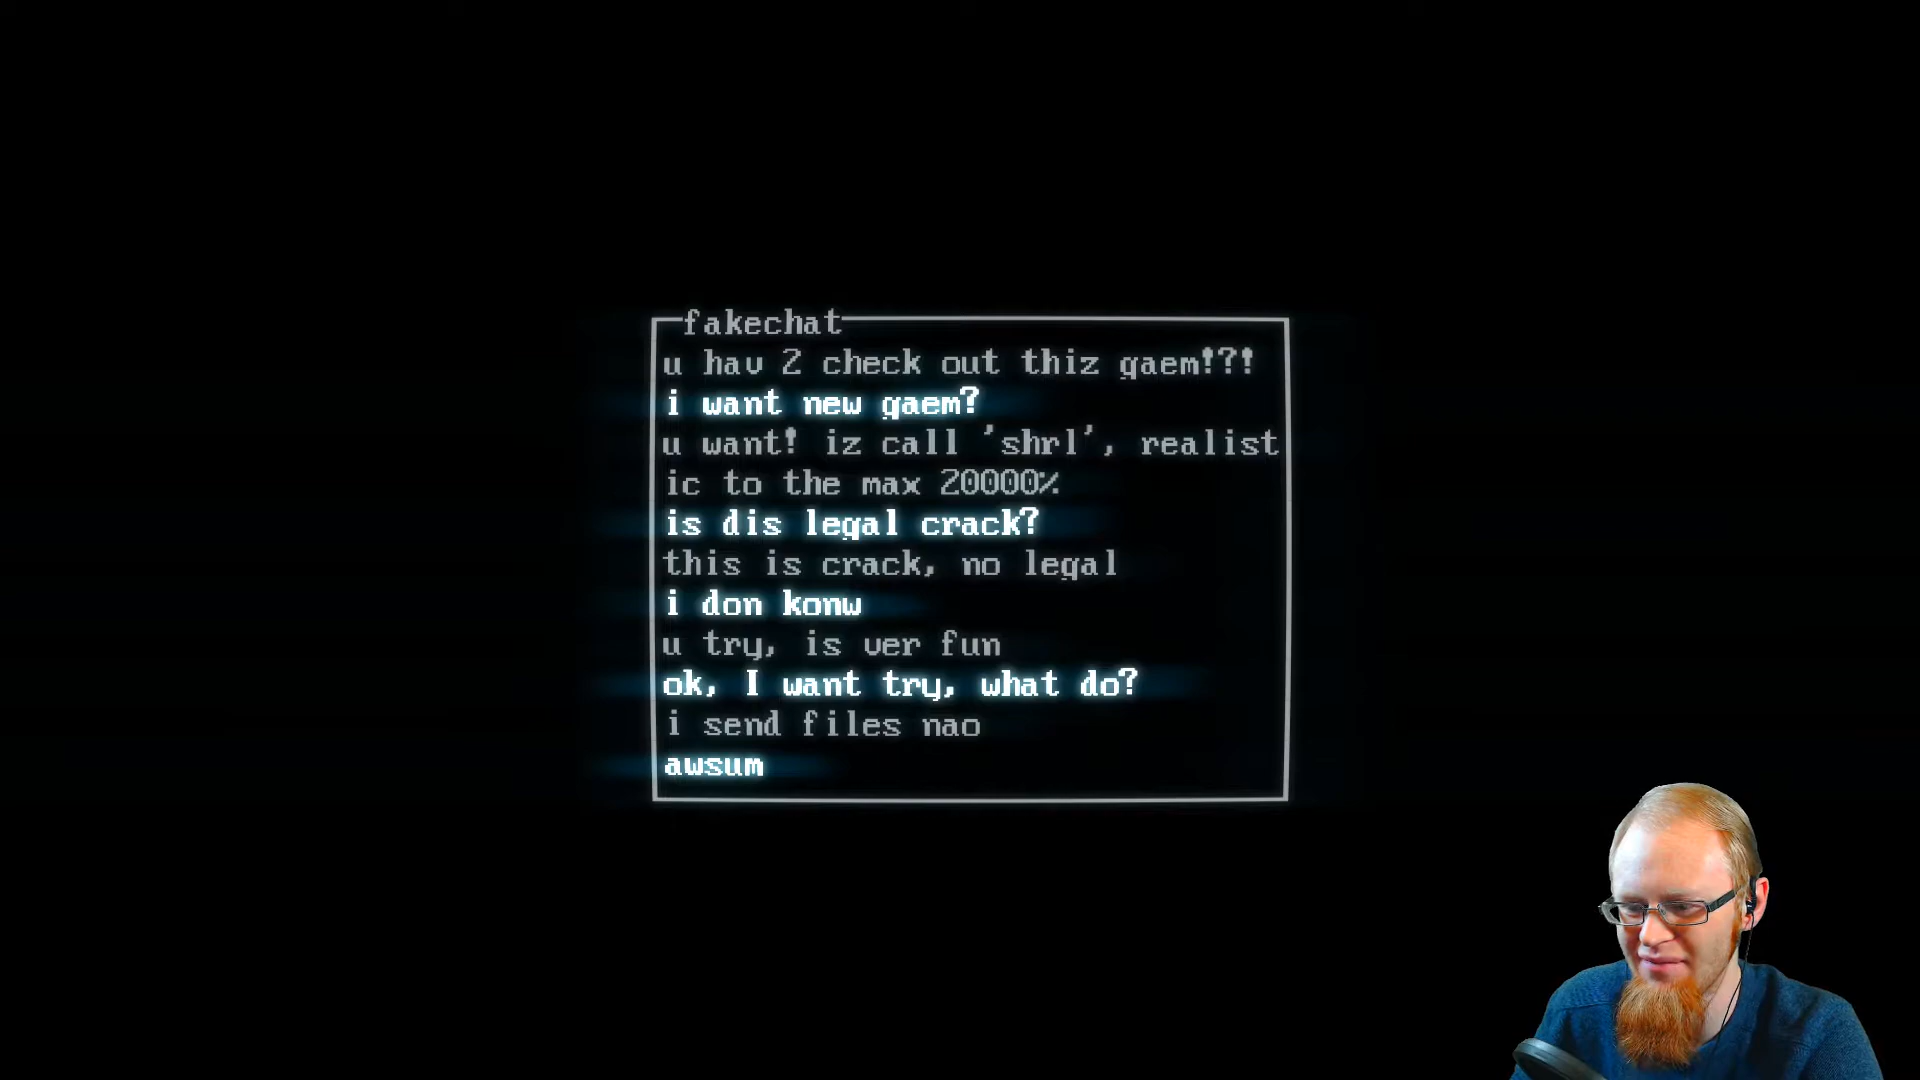 fakechat
u hav 2 check out thiz gaem!?!
i want new gaem?
u want! iz call 'shrl', realist
ic to the max 20000%
is dis legal crack?
this is crack, no legal
i don konw
u try, is ver fun
ok, I want try, what do?
i send files nao
awsum